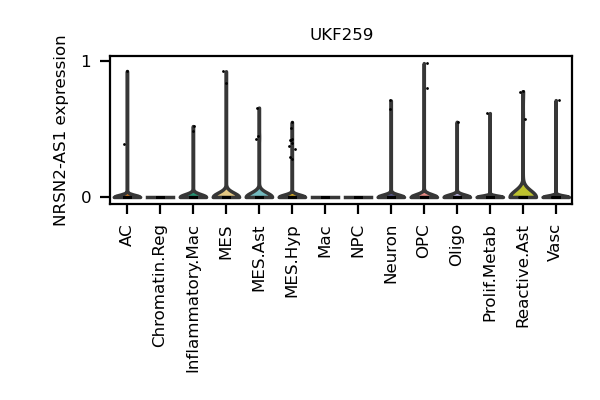 UKF259
NRSN2-AS1 expression
1
0
AC
Chromatin.Reg
Inflammatory.Mac
MES
MES.Ast
MES.Hyp
Mac
NPC
Neuron
OPC
Oligo
Prolif.Metab
Reactive.Ast
Vasc